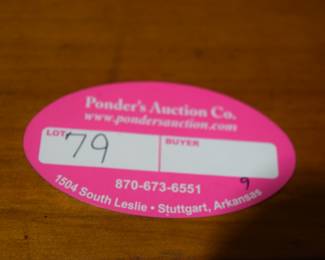 Ponder's Auction Co.
www.pondersauction.com
LOT 79 BUYER
870-673-6551
9
1504 South Leslie • Stuttgart, Arkansas